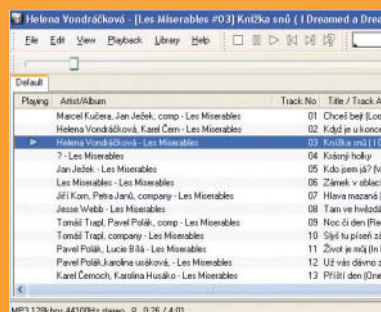 Helena Vondráčková - [Les Miserables #03] Knížka snů ( I Dreamed a Drea
File Edit View Playback Library Help
Default
Playing Artist/Album Track No Title / Track A
Marcel Kučera, Jan Ježek, comp - Les Miserables 01 Chceš bejt [Loo
Helena Vondráčková, Karel Čern - Les Miserables 02 Když je u konce
Helena Vondráčková - Les Miserables 03 Knížka snů ( I D
? - Les Miserables 04 Krásný holky
Jan Ježek - Les Miserables 05 Kdo jsem já?
Les Miserables - Les Miserables 06 Zámek v oblac
Jiří Korn, Petra Janů, company - Les Miserables 07 Hlava mazaná
Jesse Webb - Les Miserables 08 Tam ve hvězdá
Tomáš Trapl, Pavel Polák, comp - Les Miserables 09 Noc či den [Re
Tomáš Trapl, company - Les Miserables 10 Slyš tu píseň zá
Pavel Polák, Lucie Bílá - Les Miserables 11 Život je můj (In
Pavel Polák,karolina usáková, - Les Miserables 12 Už vás dávno z
Karel Černoch, Karolina Husáko - Les Miserables 13 Příští den [One
MP3 128kbps 44100Hz stereo 0:26 / 4:01